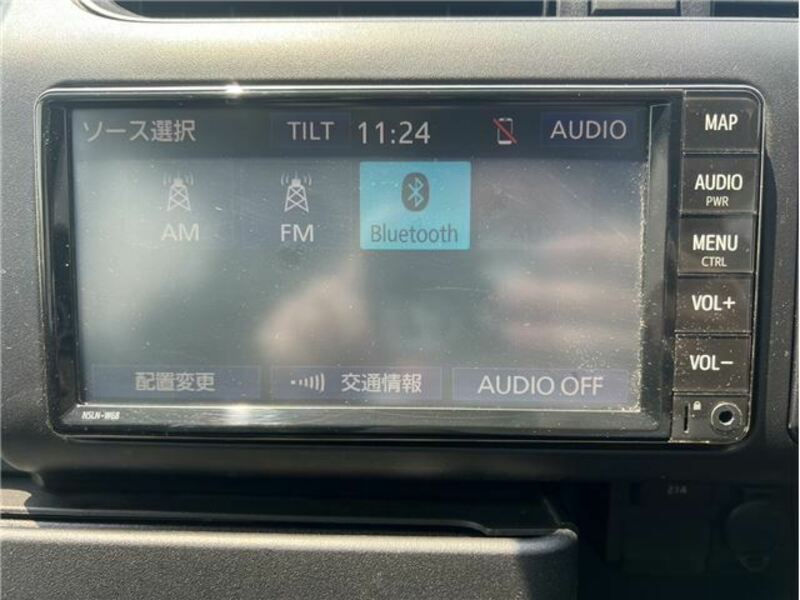 ソース選択 TILT 11:24 AUDIO
AM FM Bluetooth
配置変更 交通情報 AUDIO OFF
NSLN-W68
MAP
AUDIO
PWR
MENU
CTRL
VOL+
VOL-